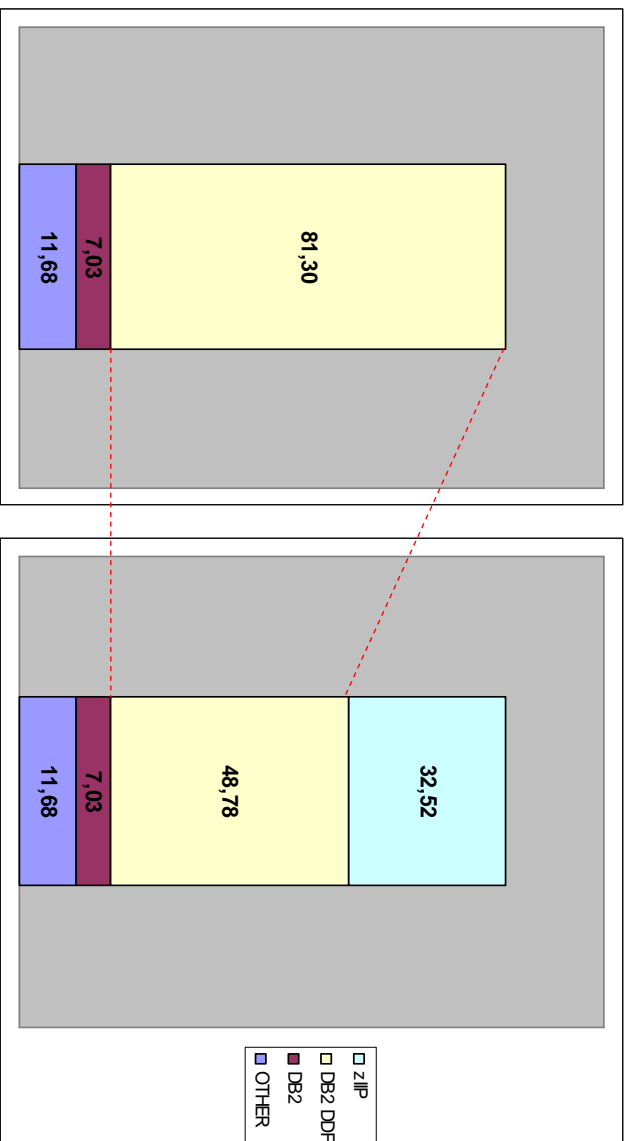 81,30
7,03
11,68
32,52
48,78
7,03
11,68
zIIP
DB2 DDF
DB2
OTHER